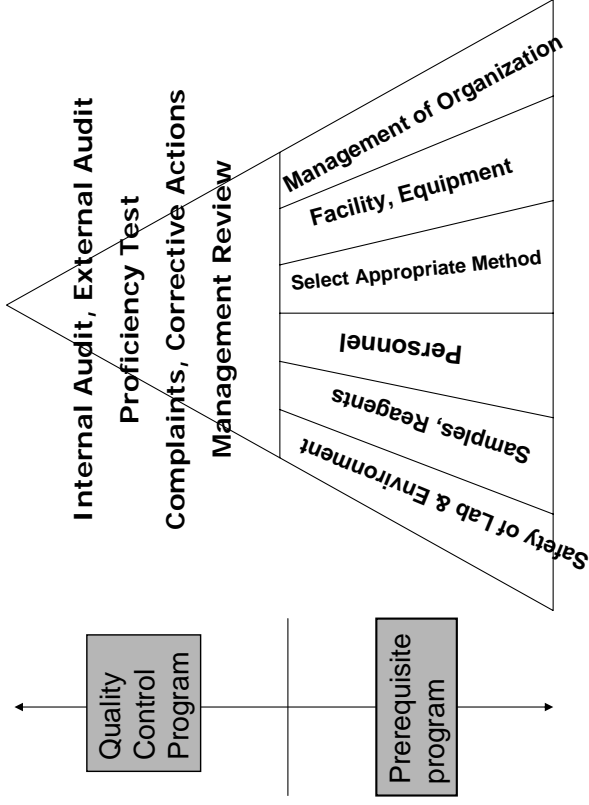 Internal Audit, External Audit
Proficiency Test
Complaints, Corrective Actions
Management Review
Quality
Control
Program
Prerequisite
program
Safety of Lab & Environment
Samples, Reagents
Personnel
Select Appropriate Method
Facility, Equipment
Management of Organization